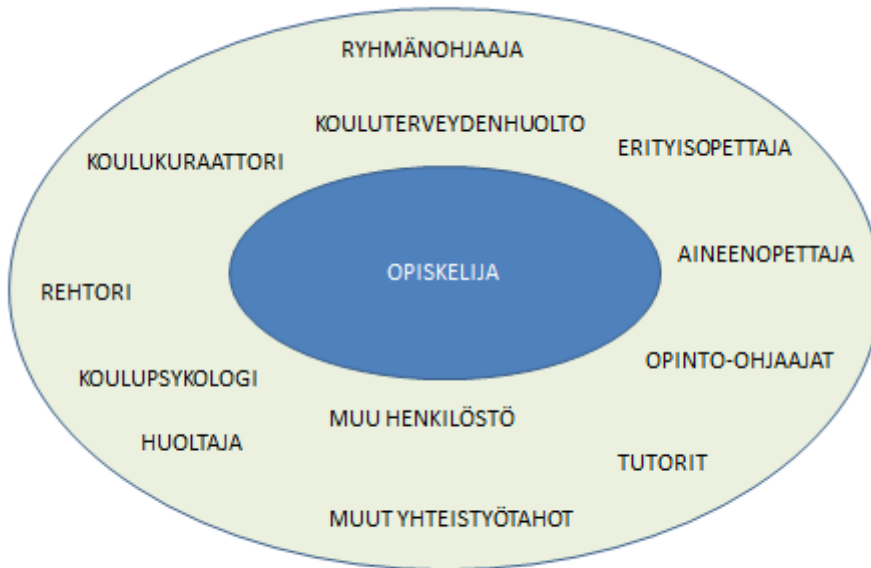 RYHMÄNOHJAAJA
KOULUTERVEYDENHUOLTO
ERITYISOPETTAJA
KOULUKURAATTORI
AINEENOPETTAJA
OPISKELIJA
REHTORI
OPINTO-OHJAAJAT
KOULUPSYKOLOGI
MUU HENKILÖSTÖ
HUOLTAJA
TUTORIT
MUUT YHTEISTYÖTAHOT